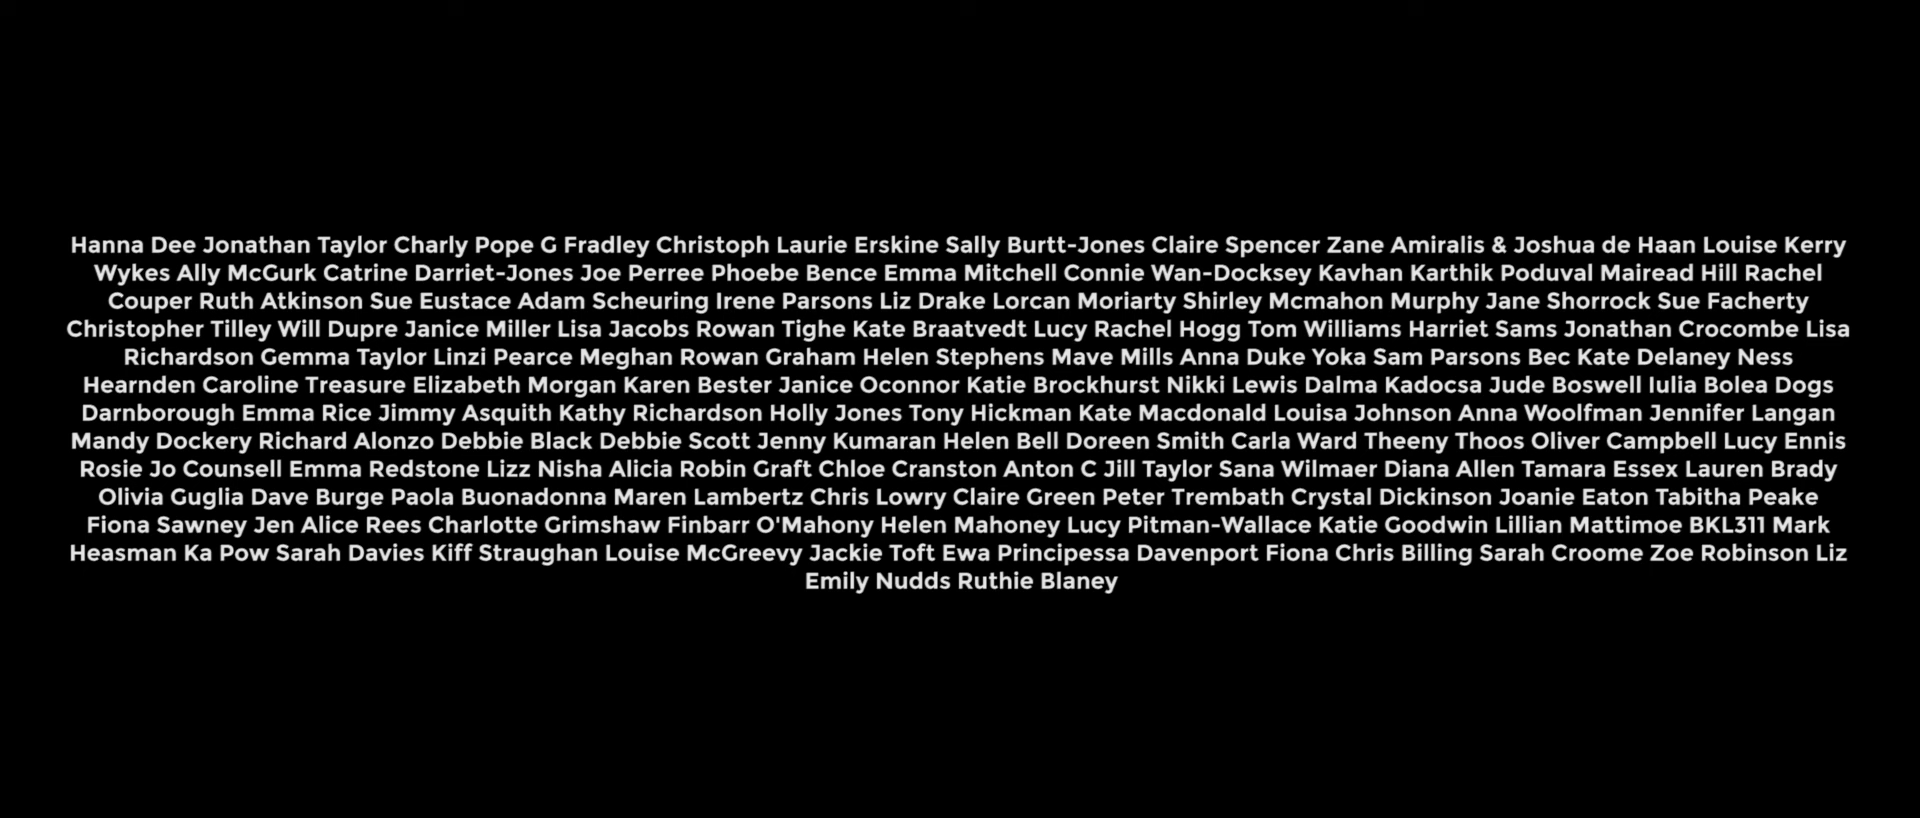 Hanna Dee Jonathan Taylor Charly Pope G Fradley Christoph Laurie Erskine Sally Burtt-Jones Claire Spencer Zane Amiralis & Joshua de Haan Louise Kerry
Wykes Ally McGurk Catrine Darriet-Jones Joe Perree Phoebe Bence Emma Mitchell Connie Wan-Docksey Kavhan Karthik Poduval Mairead Hill Rachel
Couper Ruth Atkinson Sue Eustace Adam Scheuring Irene Parsons Liz Drake Lorcan Moriarty Shirley Mcmahon Murphy Jane Shorrock Sue Facherty
Christopher Tilley Will Dupre Janice Miller Lisa Jacobs Rowan Tighe Kate Braatvedt Lucy Rachel Hogg Tom Williams Harriet Sams Jonathan Crocombe Lisa
Richardson Gemma Taylor Linzi Pearce Meghan Rowan Graham Helen Stephens Mave Mills Anna Duke Yoka Sam Parsons Bec Kate Delaney Ness
Hearnden Caroline Treasure Elizabeth Morgan Karen Bester Janice Oconnor Katie Brockhurst Nikki Lewis Dalma Kadocsa Jude Boswell Iulia Bolea Dogs
Darnborough Emma Rice Jimmy Asquith Kathy Richardson Holly Jones Tony Hickman Kate Macdonald Louisa Johnson Anna Woolfman Jennifer Langan
Mandy Dockery Richard Alonzo Debbie Black Debbie Scott Jenny Kumaran Helen Bell Doreen Smith Carla Ward Theeny Thoos Oliver Campbell Lucy Ennis
Rosie Jo Counsell Emma Redstone Lizz Nisha Alicia Robin Graft Chloe Cranston Anton C Jill Taylor Sana Wilmaer Diana Allen Tamara Essex Lauren Brady
Olivia Guglia Dave Burge Paola Buonadonna Maren Lambertz Chris Lowry Claire Green Peter Trembath Crystal Dickinson Joanie Eaton Tabitha Peake
Fiona Sawney Jen Alice Rees Charlotte Grimshaw Finbarr O'Mahony Helen Mahoney Lucy Pitman-Wallace Katie Goodwin Lillian Mattimoe BKL311 Mark
Heasman Ka Pow Sarah Davies Kiff Straughan Louise McGreevy Jackie Toft Ewa Principessa Davenport Fiona Chris Billing Sarah Croome Zoe Robinson Liz
Emily Nudds Ruthie Blaney